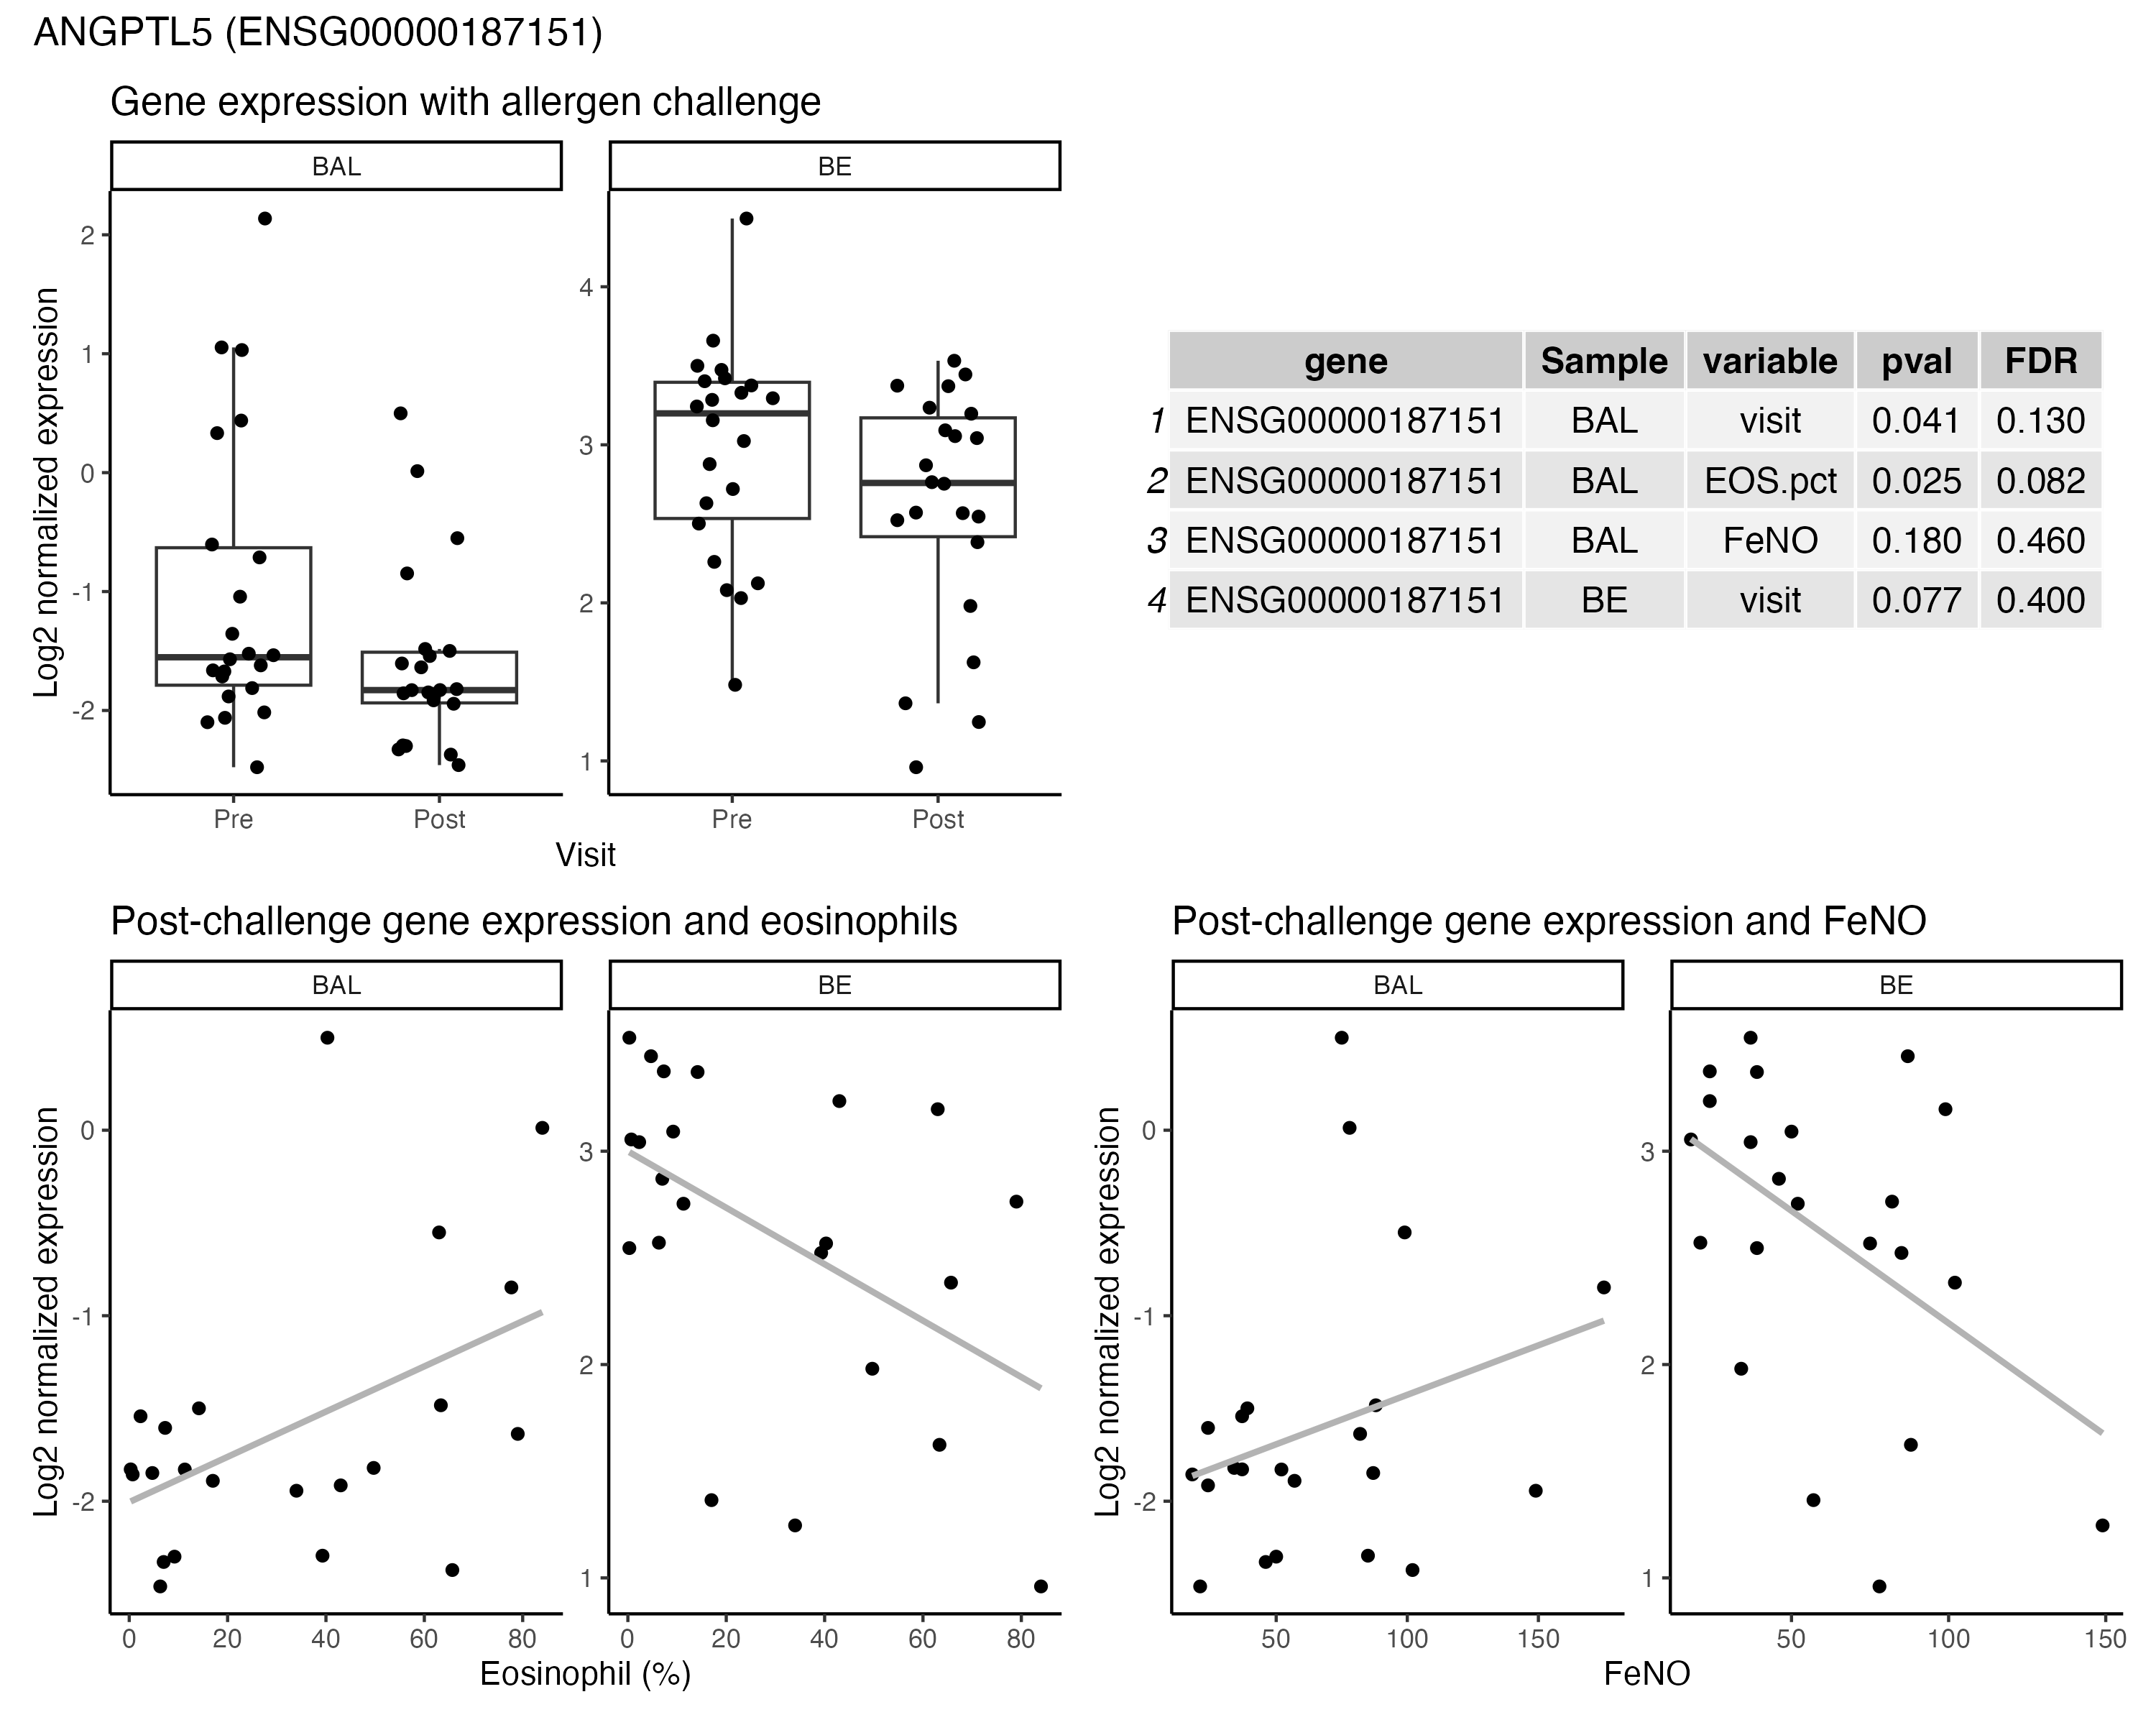 ANGPTL5 (ENSG00000187151)
Gene expression with allergen challenge
BAL BE
Log2 normalized expression
2
1
0
-1
-2
4
3
2
1
Pre Post Pre Post
Visit
gene Sample variable pval FDR
1 ENSG00000187151 BAL visit 0.041 0.130
2 ENSG00000187151 BAL EOS.pct 0.025 0.082
3 ENSG00000187151 BAL FeNO 0.180 0.460
4 ENSG00000187151 BE visit 0.077 0.400
Post-challenge gene expression and eosinophils
BAL BE
Log2 normalized expression
0
-1
-2
3
2
1
0 20 40 60 80 0 20 40 60 80
Eosinophil (%)
Post-challenge gene expression and FeNO
BAL BE
Log2 normalized expression
0
-1
-2
3
2
1
50 100 150 50 100 150
FeNO